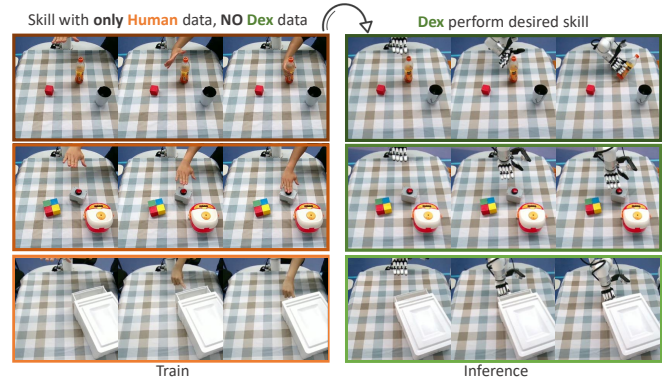 Skill with only Human data, NO Dex data
Dex perform desired skill
Train
Inference